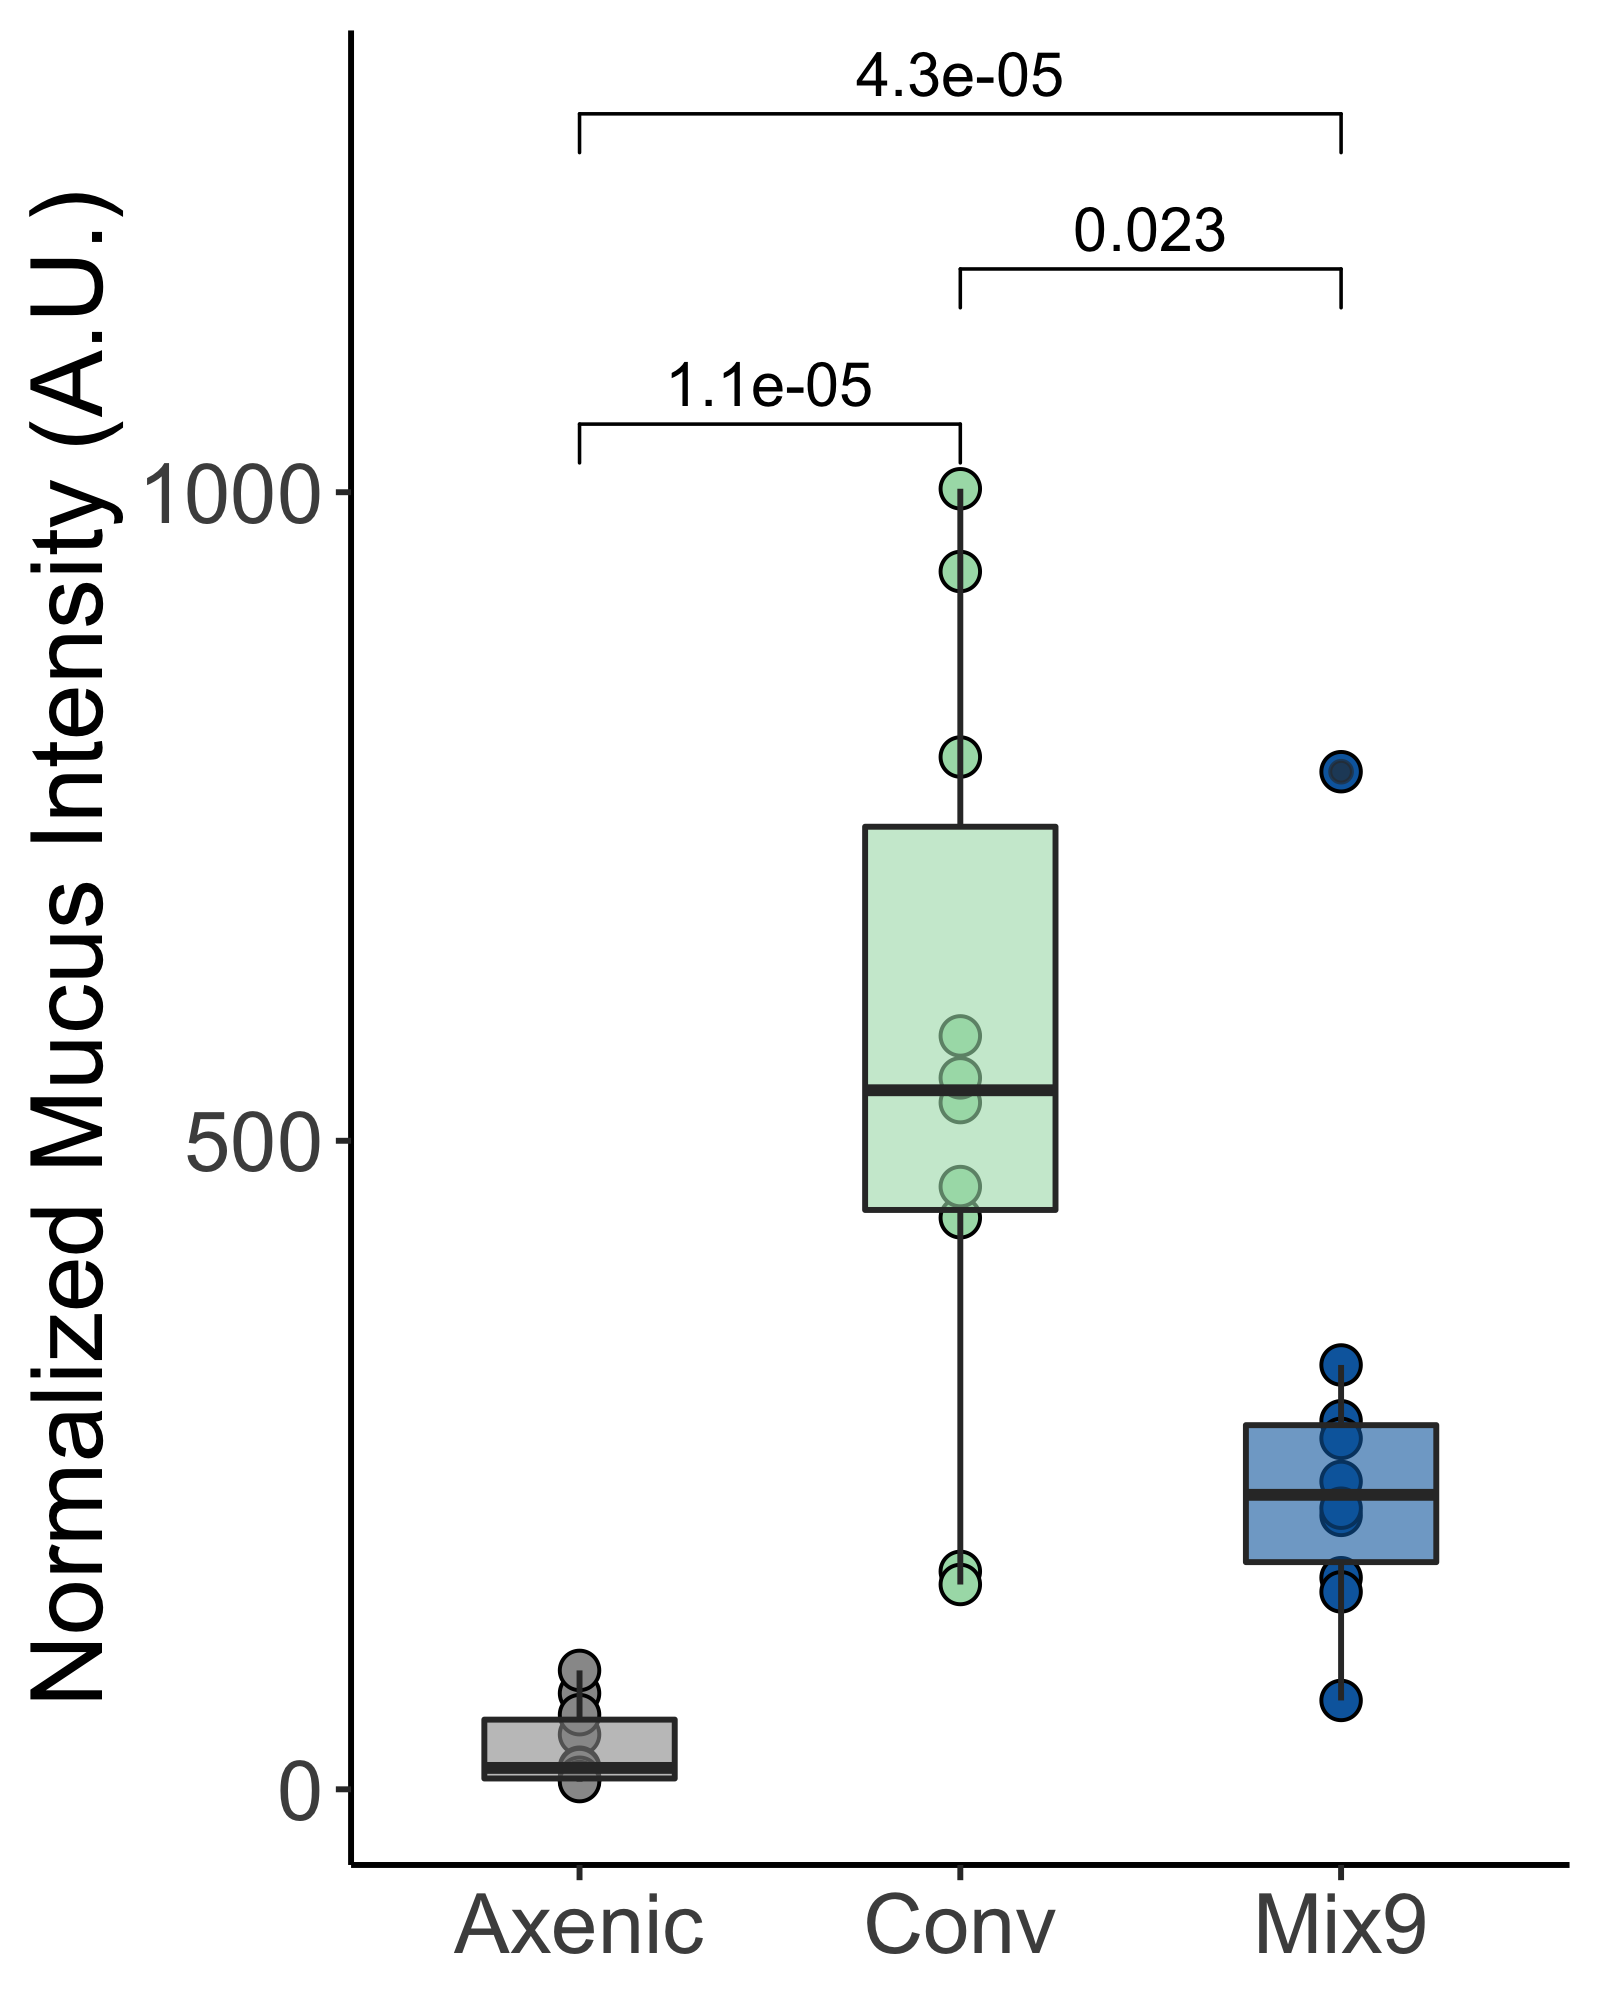 4.3e-05
0.023
1.1e-05
Normalized Mucus Intensity (A.U.)
1000
500
0
Axenic Conv Mix9